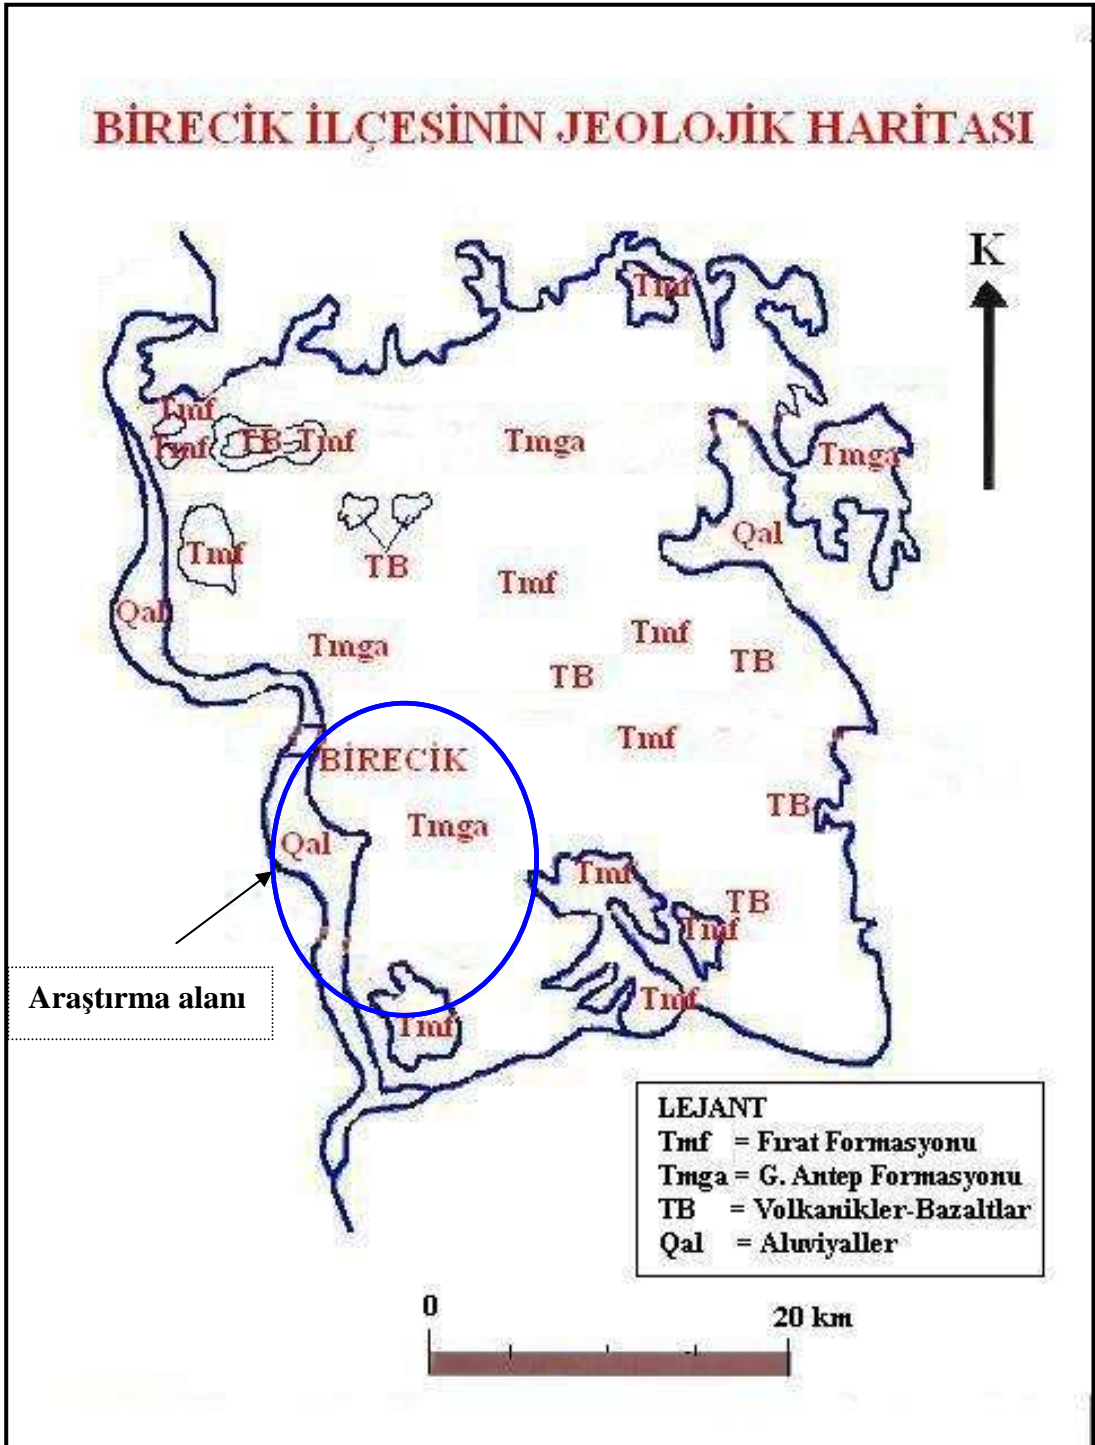 BİRECİK İLÇESİNİN JEOLOJİK HARİTASI
K
Tmf
Tmf
Tmf
TB
Tmf
Tmga
Tmga
Tmf
TB
Qal
Tmf
Qal
Tmga
Tmf
TB
TB
BİRECİK
Tmf
Tmga
TB
Qal
Tmf
TB
Tmf
Araştırma alanı
Tmf
Tmf
LEJANT
Tmf = Fırat Formasyonu
Tmga = G. Antep Formasyonu
TB = Volkanikler-Bazaltlar
Qal = Aluviyaller
0
20 km